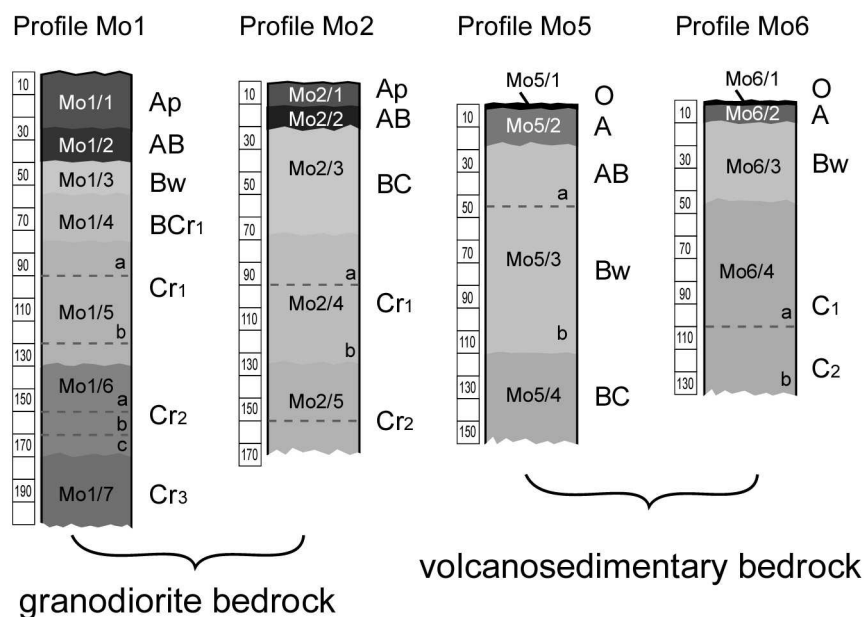 Profile Mo1
10
30
50
70
90
110
130
150
170
190
Mo1/1
Mo1/2
Mo1/3
Mo1/4
a
Mo1/5
b
Mo1/6
a
b
c
Mo1/7
Ap
AB
Bw
BCr1
Cr1
Cr2
Cr3
Profile Mo2
10
30
50
70
90
110
130
150
170
Mo2/1
Mo2/2
Mo2/3
a
Mo2/4
b
Mo2/5
Ap
AB
BC
Cr1
Cr2
Profile Mo5
10
30
50
70
90
110
130
150
Mo5/1
Mo5/2
a
Mo5/3
b
Mo5/4
O
A
AB
Bw
BC
Profile Mo6
10
30
50
70
90
110
130
Mo6/1
Mo6/2
Mo6/3
Mo6/4
a
b
O
A
Bw
C1
C2
granodiorite bedrock
volcanosedimentary bedrock